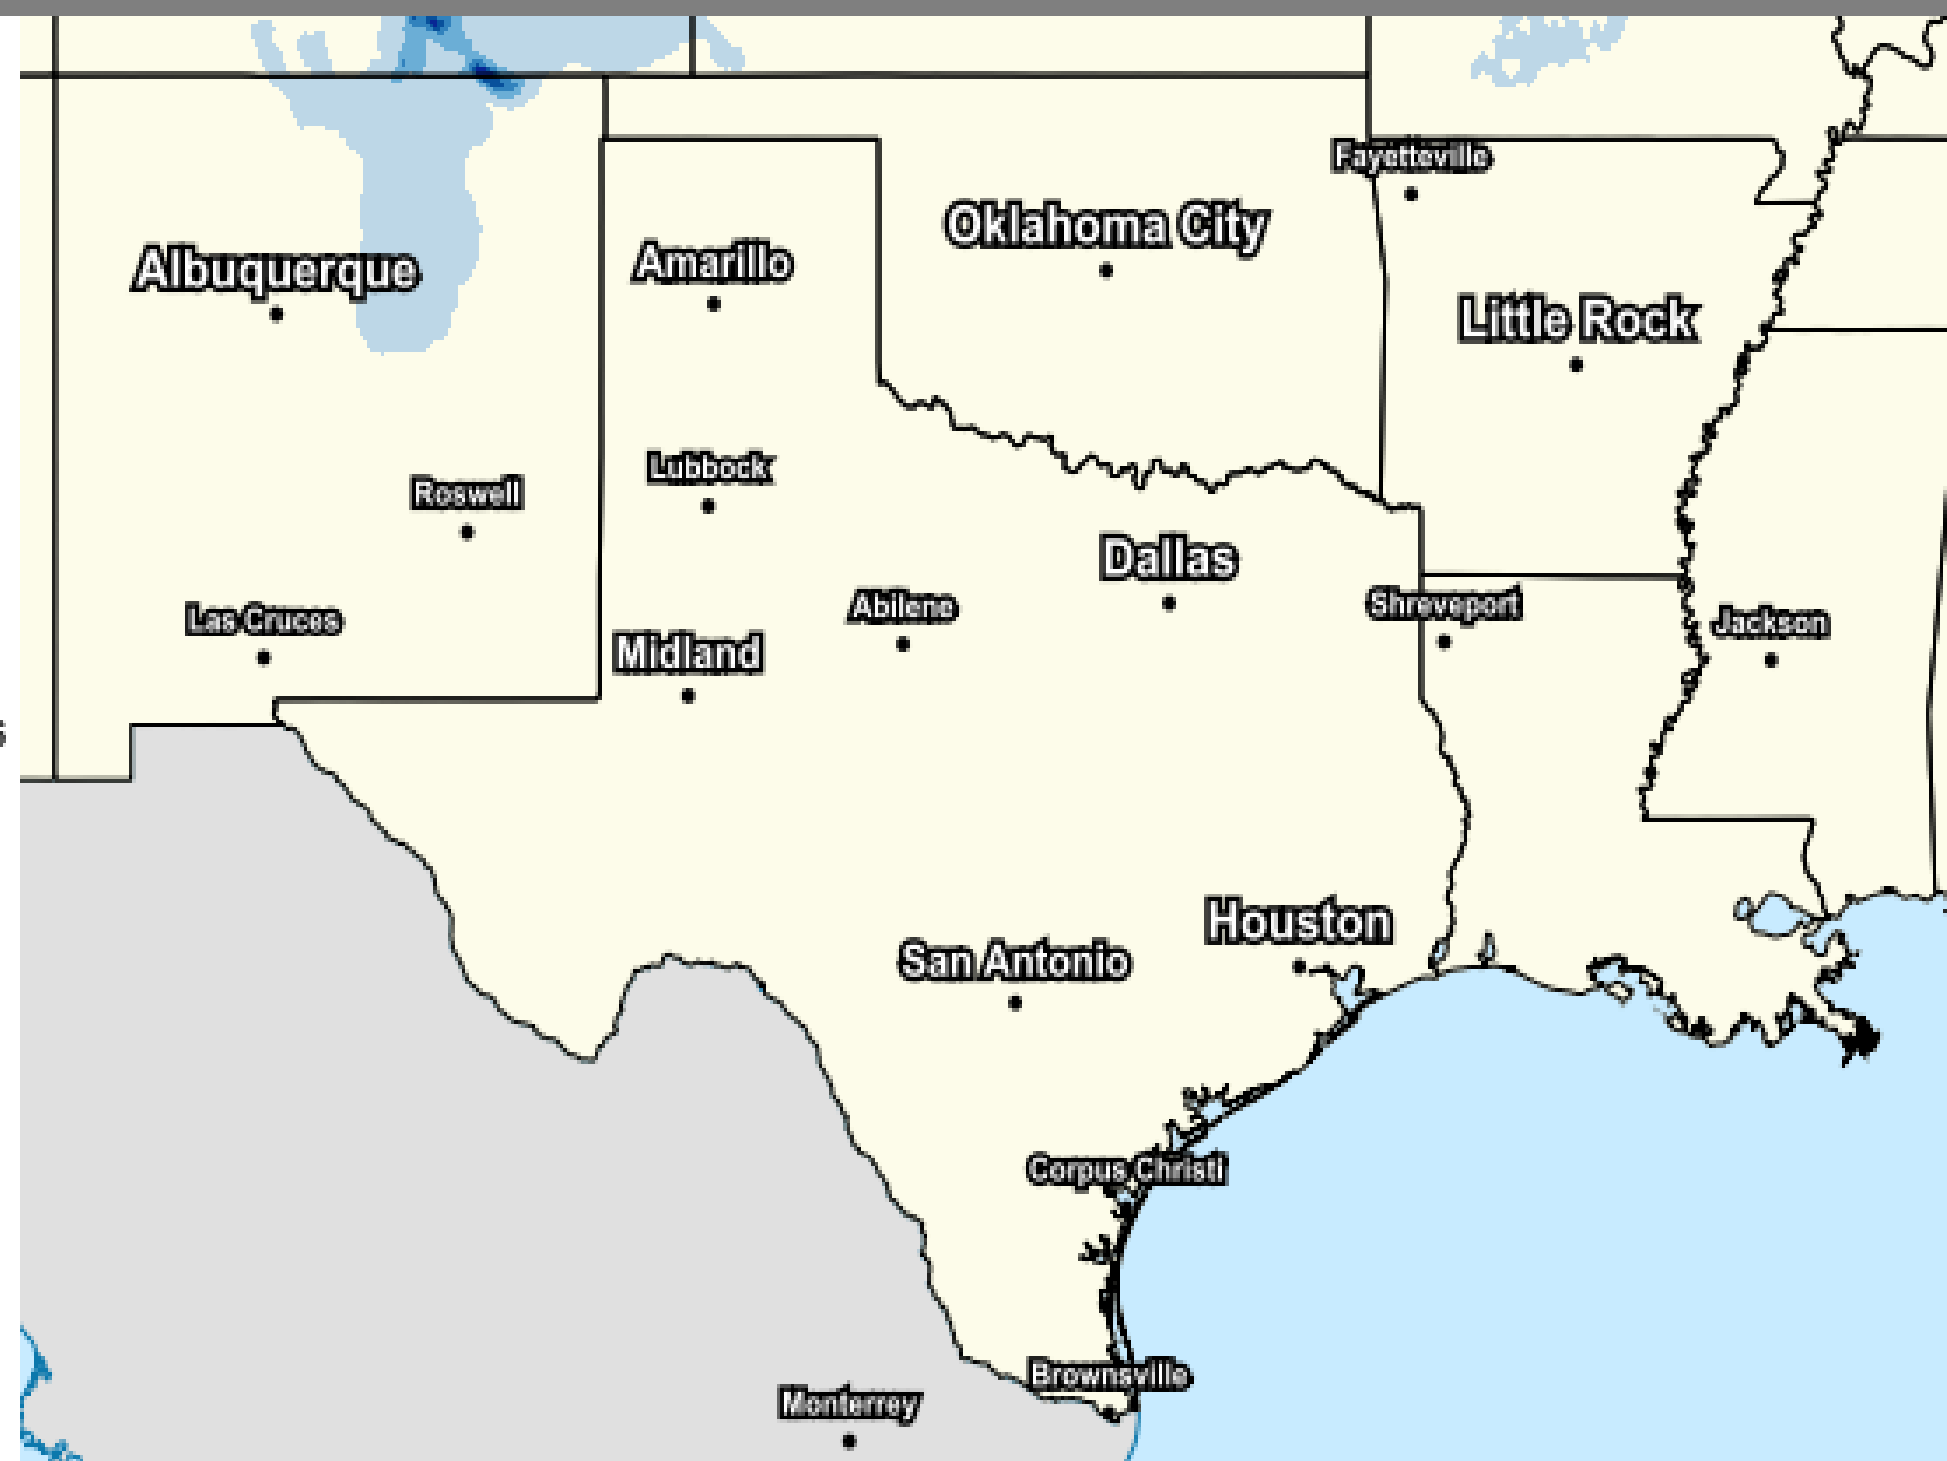 Fayetteville
Oklahoma City
Albuquerque
Amarillo
Little Rock
Lubbock
Roswell
Dallas
Abilene
Shreveport
Las Cruces
Jackson
Midland
s
Houston
San Antonio
Corpus Christi
Brownsville
Monterrey